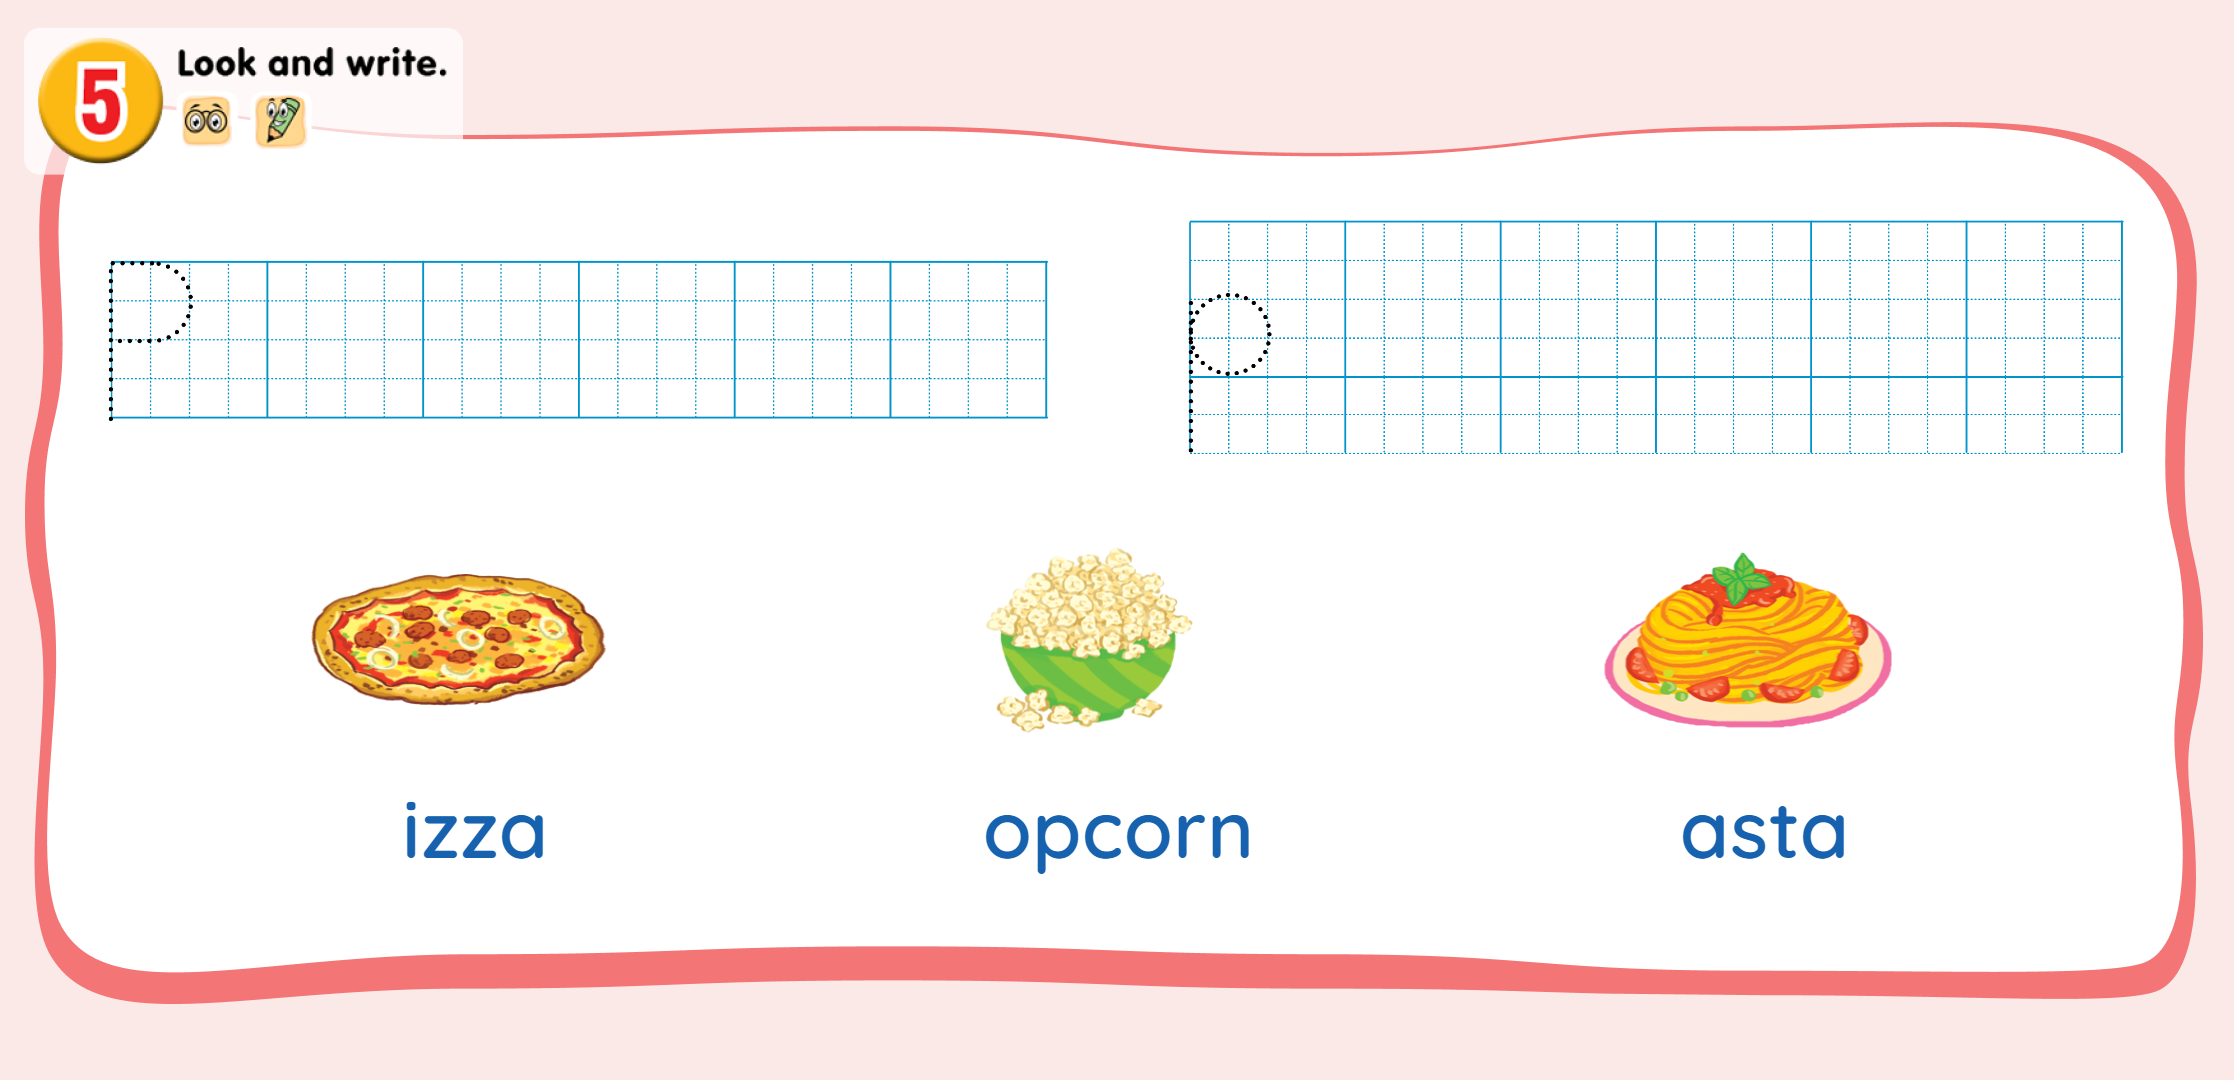 5 Look and write.
P p
izza opcorn asta